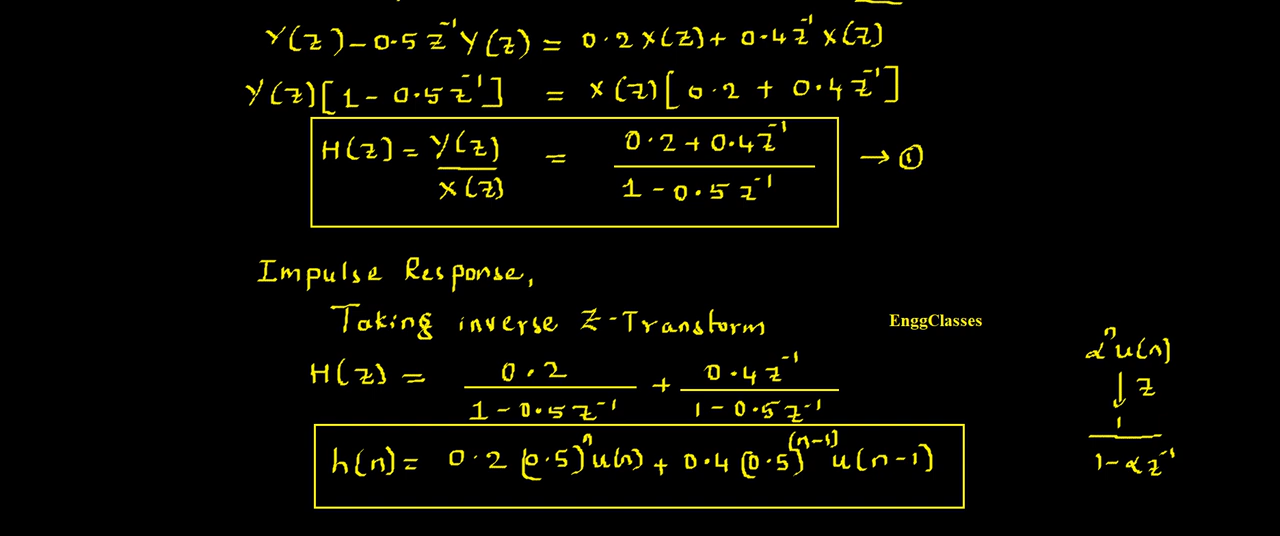 Y(z) - 0.5 z⁻¹ Y(z) = 0.2 X(z) + 0.4 z⁻¹ X(z)
Y(z)[1 - 0.5 z⁻¹] = X(z)[0.2 + 0.4 z⁻¹]
H(z) = Y(z)/X(z) = (0.2 + 0.4 z⁻¹)/(1 - 0.5 z⁻¹) → ①
Impulse Response,
Taking inverse Z-Transform
EnggClasses
H(z) = 0.2/(1 - 0.5 z⁻¹) + 0.4 z⁻¹/(1 - 0.5 z⁻¹)
h(n) = 0.2 (0.5)ⁿ u(n) + 0.4 (0.5)⁽ⁿ⁻¹⁾ u(n-1)
αⁿ u(n)
↓ Z
1/(1 - α z⁻¹)